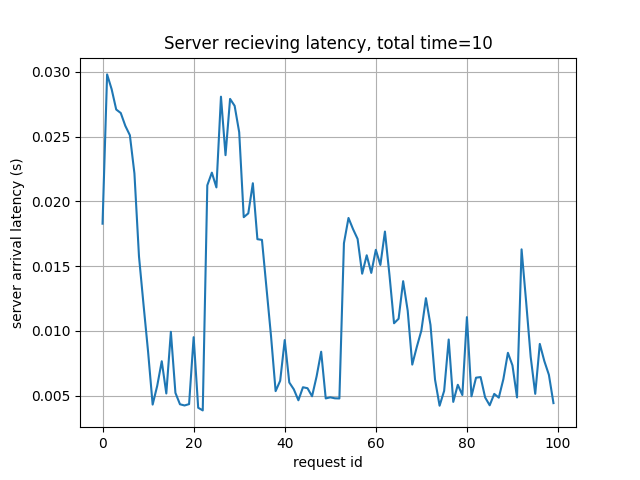 Server recieving latency, total time=10
0.030
0.025
0.020
0.015
0.010
0.005
server arrival latency (s)
0 20 40 60 80 100
request id